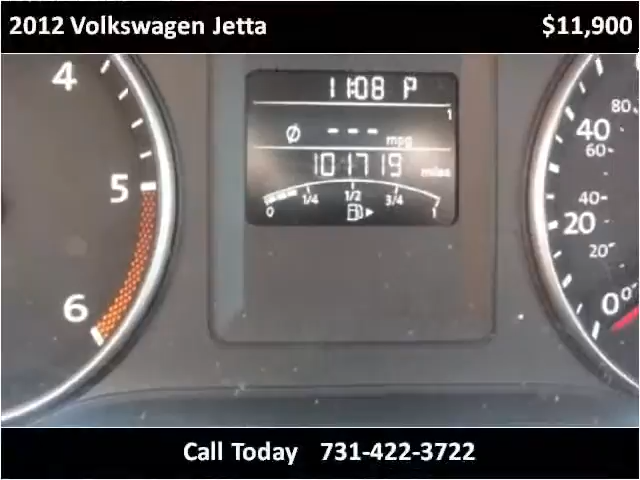 2012 Volkswagen Jetta $11,900
4
5
6
11:08 P
1
Ø --- mpg
101719 miles
0 1/4 1/2 3/4 1
80
40
60
40
20
20
0
0
Call Today 731-422-3722